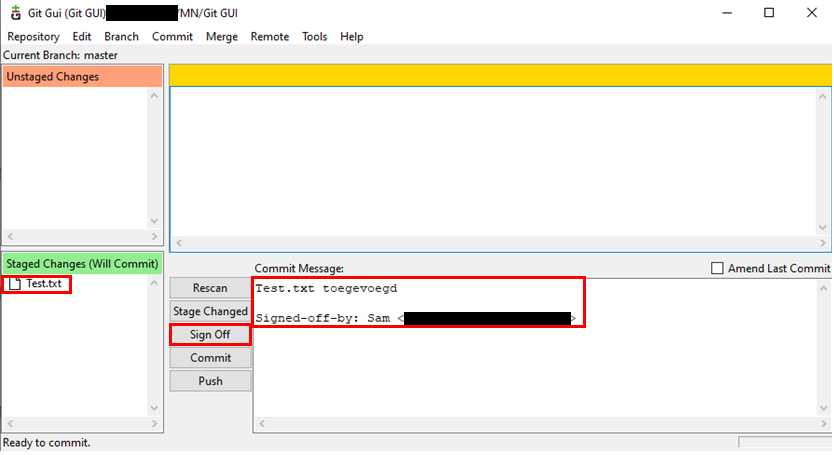 Git Gui (Git GUI) /MN/Git GUI
Repository Edit Branch Commit Merge Remote Tools Help
Current Branch: master
Unstaged Changes
Staged Changes (Will Commit)
Test.txt
Rescan
Stage Changed
Sign Off
Commit
Push
Commit Message:
Amend Last Commit
Test.txt toegevoegd
Signed-off-by: Sam < >
Ready to commit.